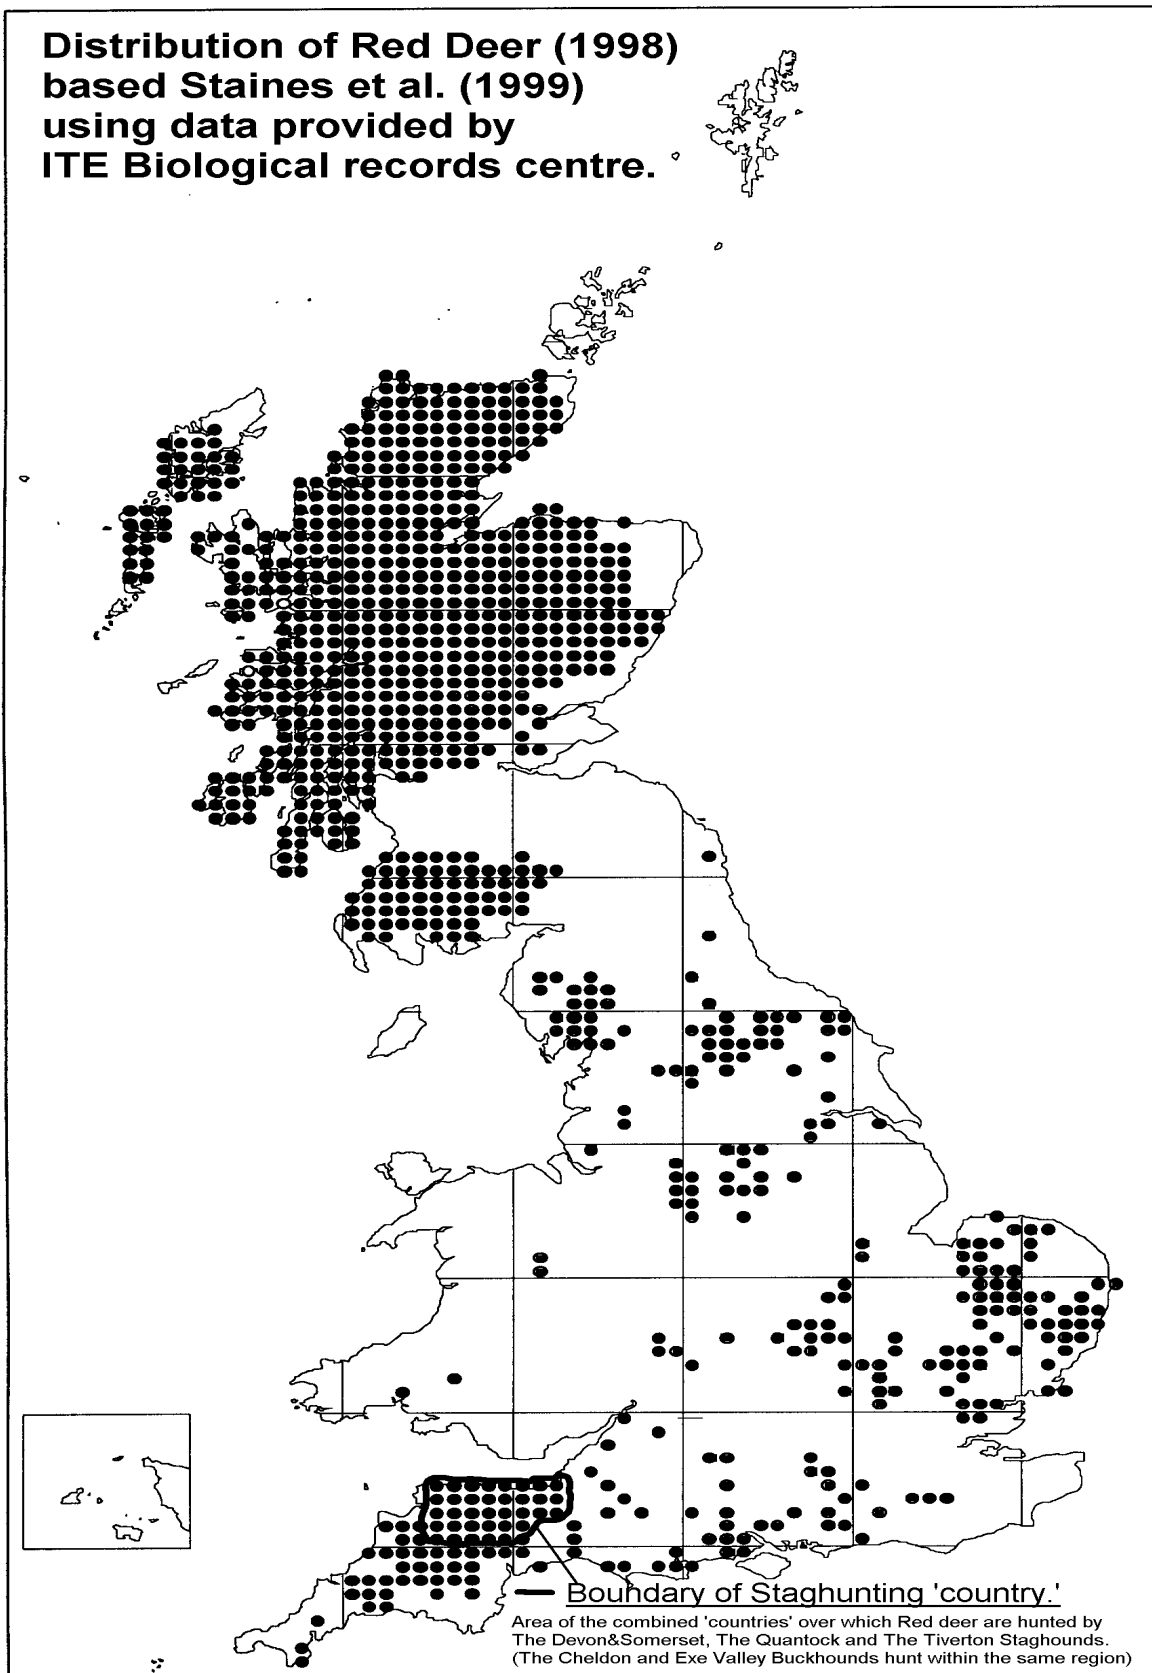 Distribution of Red Deer (1998)
based Staines et al. (1999)
using data provided by
ITE Biological records centre.
Boundary of Staghunting 'country.'
Area of the combined 'countries' over which Red deer are hunted by
The Devon&Somerset, The Quantock and The Tiverton Staghounds.
(The Cheldon and Exe Valley Buckhounds hunt within the same region)